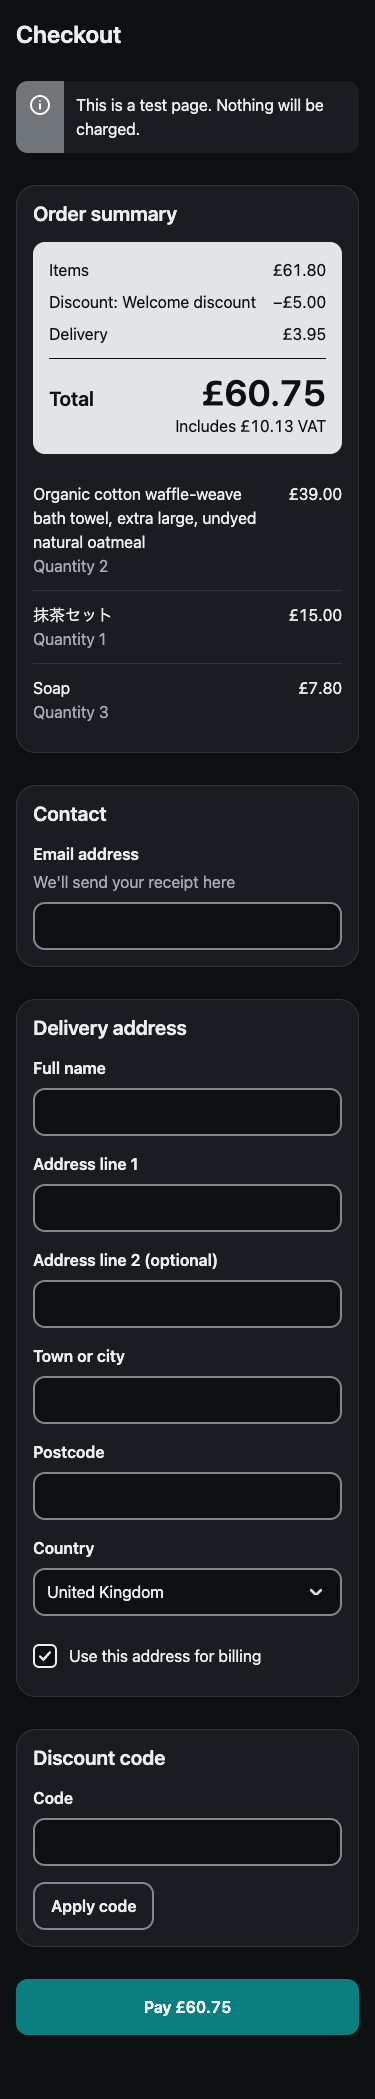 Checkout
This is a test page. Nothing will be
charged.
Order summary
Items £61.80
Discount: Welcome discount −£5.00
Delivery £3.95
Total £60.75
Includes £10.13 VAT
Organic cotton waffle-weave £39.00
bath towel, extra large, undyed
natural oatmeal
Quantity 2
抹茶セット £15.00
Quantity 1
Soap £7.80
Quantity 3
Contact
Email address
We'll send your receipt here
Delivery address
Full name
Address line 1
Address line 2 (optional)
Town or city
Postcode
Country
United Kingdom
Use this address for billing
Discount code
Code
Apply code
Pay £60.75